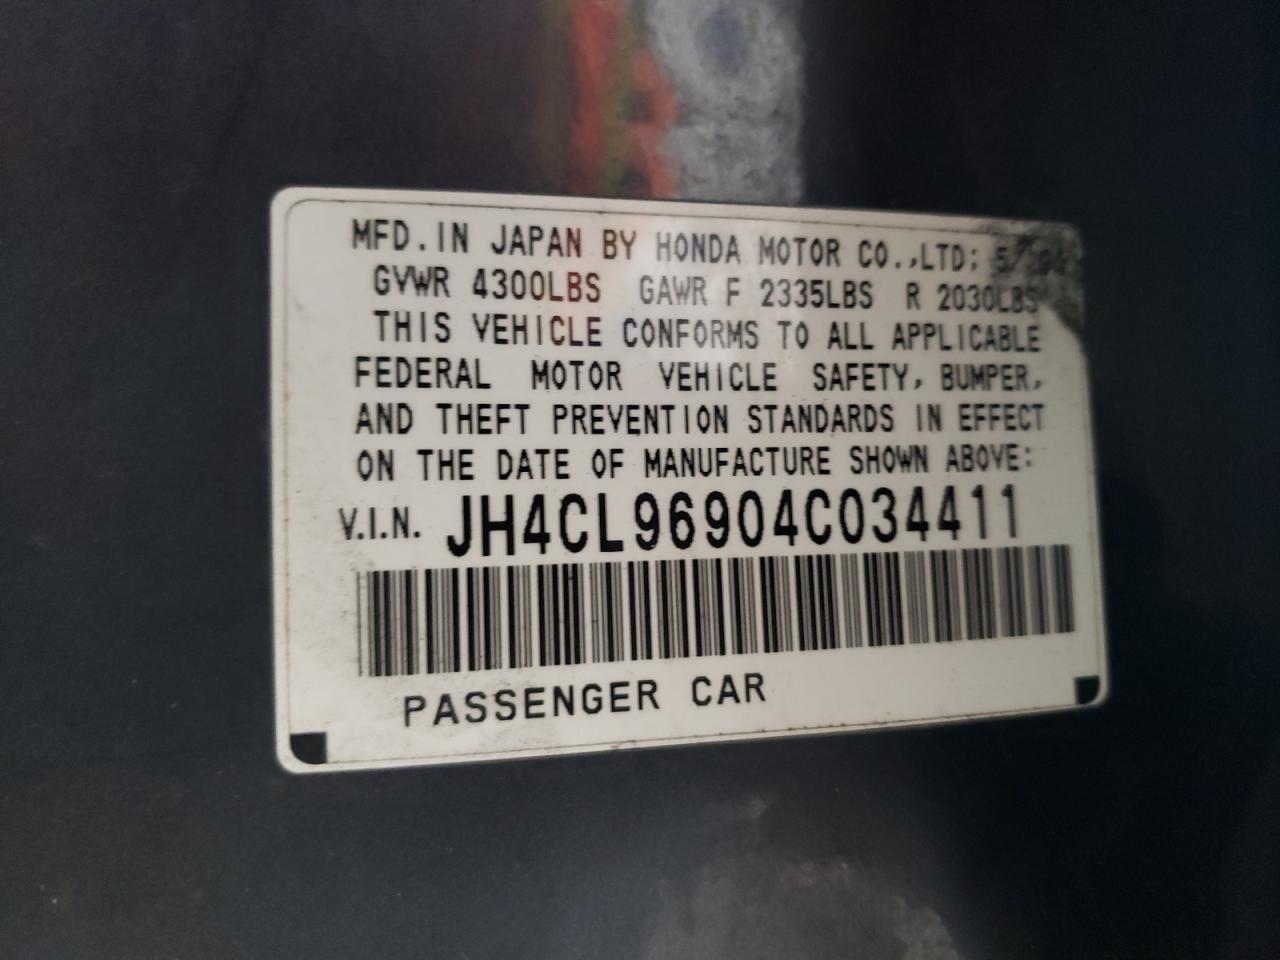 MFD.IN JAPAN BY HONDA MOTOR CO.,LTD; 5/04
GVWR 4300LBS GAWR F 2335LBS R 2030LBS
THIS VEHICLE CONFORMS TO ALL APPLICABLE
FEDERAL MOTOR VEHICLE SAFETY, BUMPER,
AND THEFT PREVENTION STANDARDS IN EFFECT
ON THE DATE OF MANUFACTURE SHOWN ABOVE:
V.I.N. JH4CL96904C034411
PASSENGER CAR